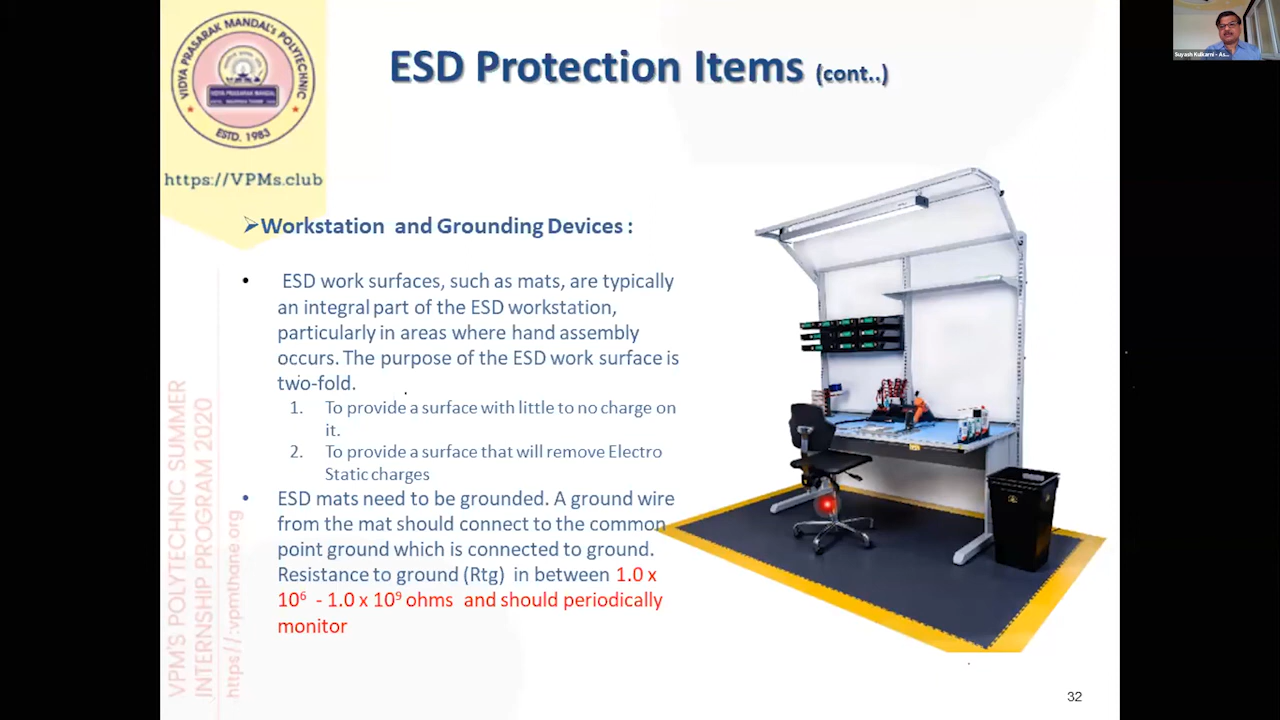 VIDYA PRASARAK MANDAL's POLYTECHNIC
ESTD. 1983
https://VPMs.club
ESD Protection Items (cont..)
Suyash Kulkarni - As...
➢Workstation and Grounding Devices :
• ESD work surfaces, such as mats, are typically
an integral part of the ESD workstation,
particularly in areas where hand assembly
occurs. The purpose of the ESD work surface is
two-fold.
1. To provide a surface with little to no charge on
it.
2. To provide a surface that will remove Electro
Static charges
• ESD mats need to be grounded. A ground wire
from the mat should connect to the common
point ground which is connected to ground.
Resistance to ground (Rtg) in between 1.0 x
10⁶ - 1.0 x 10⁹ ohms and should periodically
monitor
VPM'S POLYTECHNIC SUMMER
INTERNSHIP PROGRAM 2020
https//:vpmthane.org
32